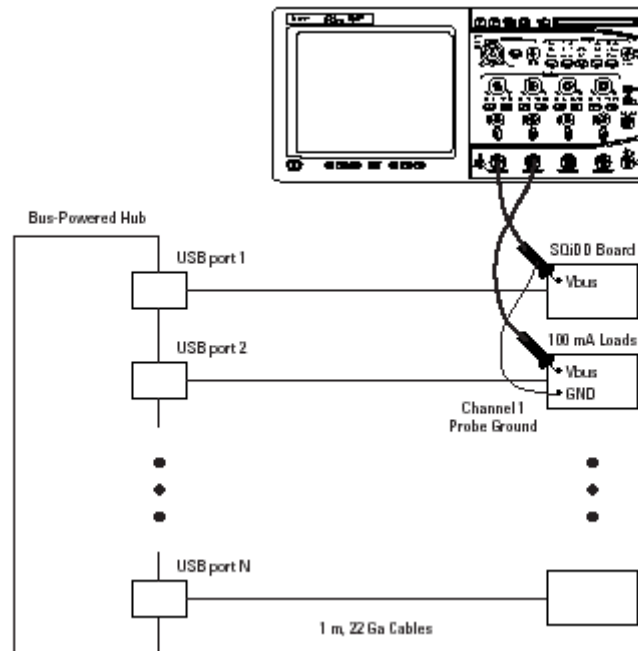 Bus-Powered Hub
USB port 1
SQiDD Board
Vbus
USB port 2
100 mA Loads
Vbus
GND
Channel 1
Probe Ground
USB port N
1 m, 22 Ga Cables